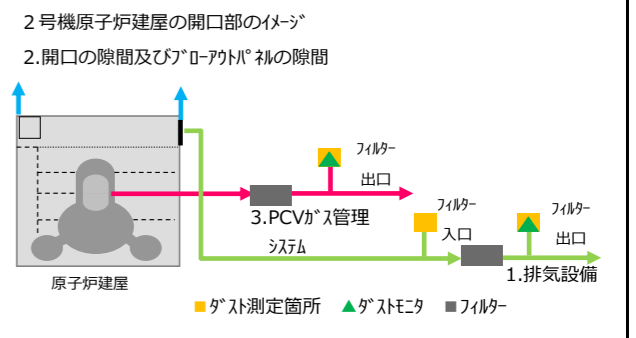 ２号機原子炉建屋の開口部のｲﾒｰｼﾞ
2.開口の隙間及びﾌﾞﾛｰｱｳﾄﾊﾟﾈﾙの隙間
ﾌｨﾙﾀｰ
出口
3.PCVｶﾞｽ管理
ｼｽﾃﾑ
ﾌｨﾙﾀｰ
入口
ﾌｨﾙﾀｰ
出口
1.排気設備
原子炉建屋
ﾀﾞｽﾄ測定箇所 ﾀﾞｽﾄﾓﾆﾀ ﾌｨﾙﾀｰ